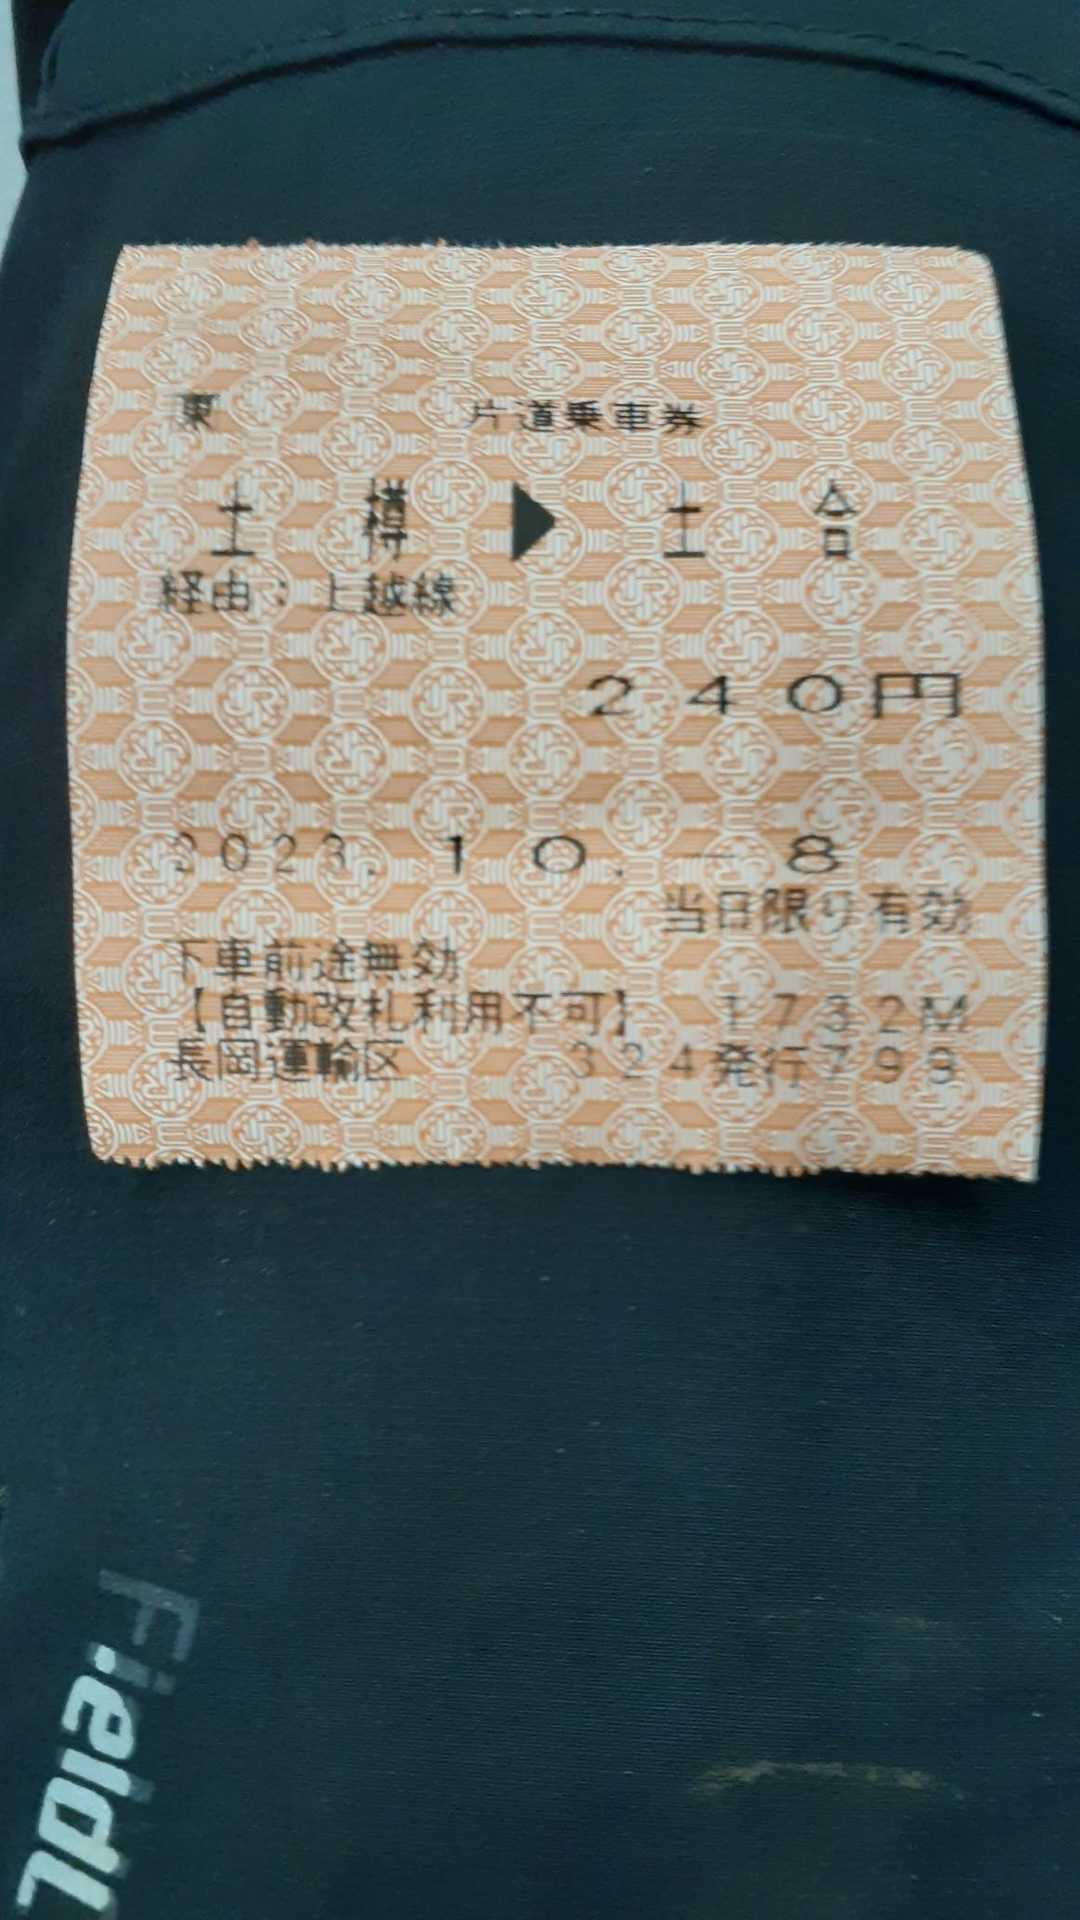 東 片道乗車券
土樽▶土合
経由：上越線
240円
2023.10.-8
当日限り有効
下車前途無効
【自動改札利用不可】 1732M
長岡運輸区 324発行799
Field